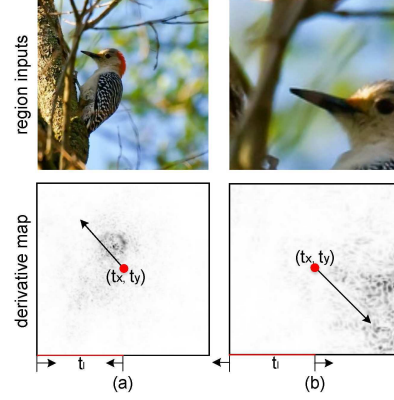 region inputs
derivative map
(tx, ty)
(tx, ty)
tl
tl
(a)
(b)